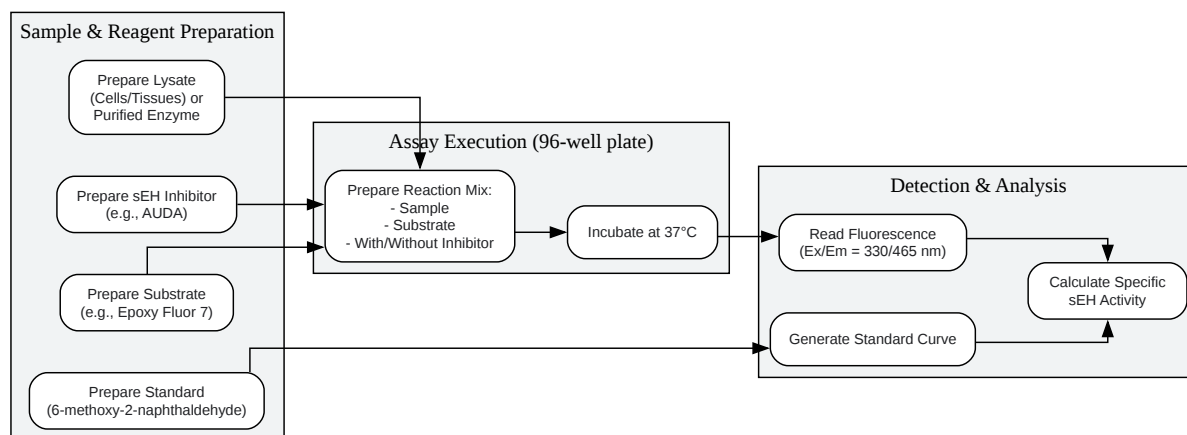 Sample & Reagent Preparation
Prepare Lysate
(Cells/Tissues) or
Purified Enzyme
Prepare sEH Inhibitor
(e.g., AUDA)
Prepare Substrate
(e.g., Epoxy Fluor 7)
Prepare Standard
(6-methoxy-2-naphthaldehyde)
Assay Execution (96-well plate)
Prepare Reaction Mix:
- Sample
- Substrate
- With/Without Inhibitor
Incubate at 37°C
Detection & Analysis
Read Fluorescence
(Ex/Em = 330/465 nm)
Generate Standard Curve
Calculate Specific
sEH Activity